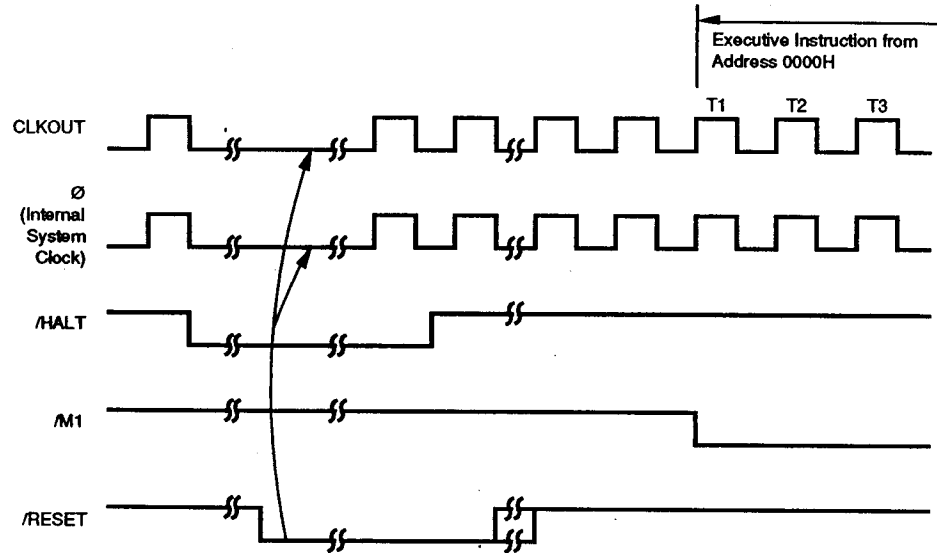 Executive Instruction from
Address 0000H
T1 T2 T3
CLKOUT
Ø
(Internal
System
Clock)
/HALT
/M1
/RESET